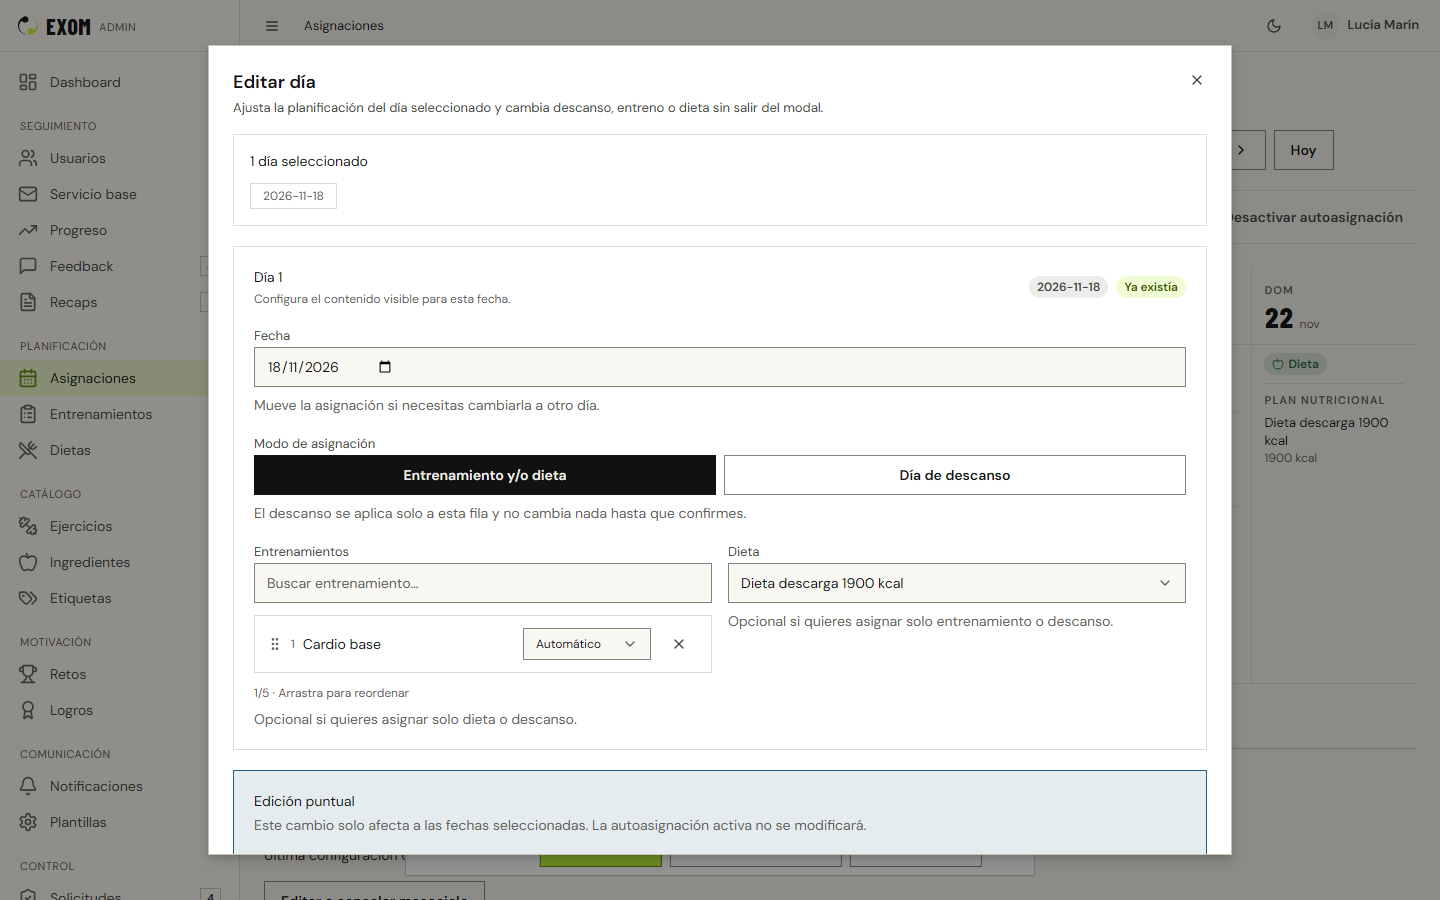 EXOM ADMIN
Asignaciones
LM Lucía Marín
Dashboard
SEGUIMIENTO
Usuarios
Servicio base
Progreso
Feedback
Recaps
PLANIFICACIÓN
Asignaciones
Entrenamientos
Dietas
CATÁLOGO
Ejercicios
Ingredientes
Etiquetas
MOTIVACIÓN
Retos
Logros
COMUNICACIÓN
Notificaciones
Plantillas
CONTROL
Solicitudes 4
Editar día
Ajusta la planificación del día seleccionado y cambia descanso, entreno o dieta sin salir del modal.
1 día seleccionado
2026-11-18
Día 1
Configura el contenido visible para esta fecha.
2026-11-18 Ya existía
Fecha
18/11/2026
Mueve la asignación si necesitas cambiarla a otro día.
Modo de asignación
Entrenamiento y/o dieta
Día de descanso
El descanso se aplica solo a esta fila y no cambia nada hasta que confirmes.
Entrenamientos
Buscar entrenamiento...
1 Cardio base Automático
1/5 · Arrastra para reordenar
Opcional si quieres asignar solo dieta o descanso.
Dieta
Dieta descarga 1900 kcal
Opcional si quieres asignar solo entrenamiento o descanso.
Edición puntual
Este cambio solo afecta a las fechas seleccionadas. La autoasignación activa no se modificará.
Hoy
Desactivar autoasignación
DOM
22 nov
Dieta
PLAN NUTRICIONAL
Dieta descarga 1900
kcal
1900 kcal
Última configuración